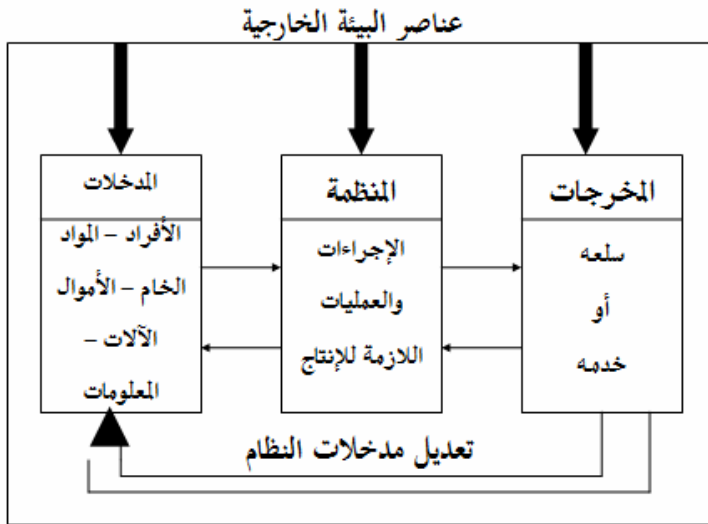 عناصر البيئة الخارجية
المدخلات
الأفراد – المواد
الخام – الأموال
الآلات –
المعلومات
المنظمة
الإجراءات
والعمليات
اللازمة للإنتاج
المخرجات
سلعه
أو
خدمه
تعديل مدخلات النظام